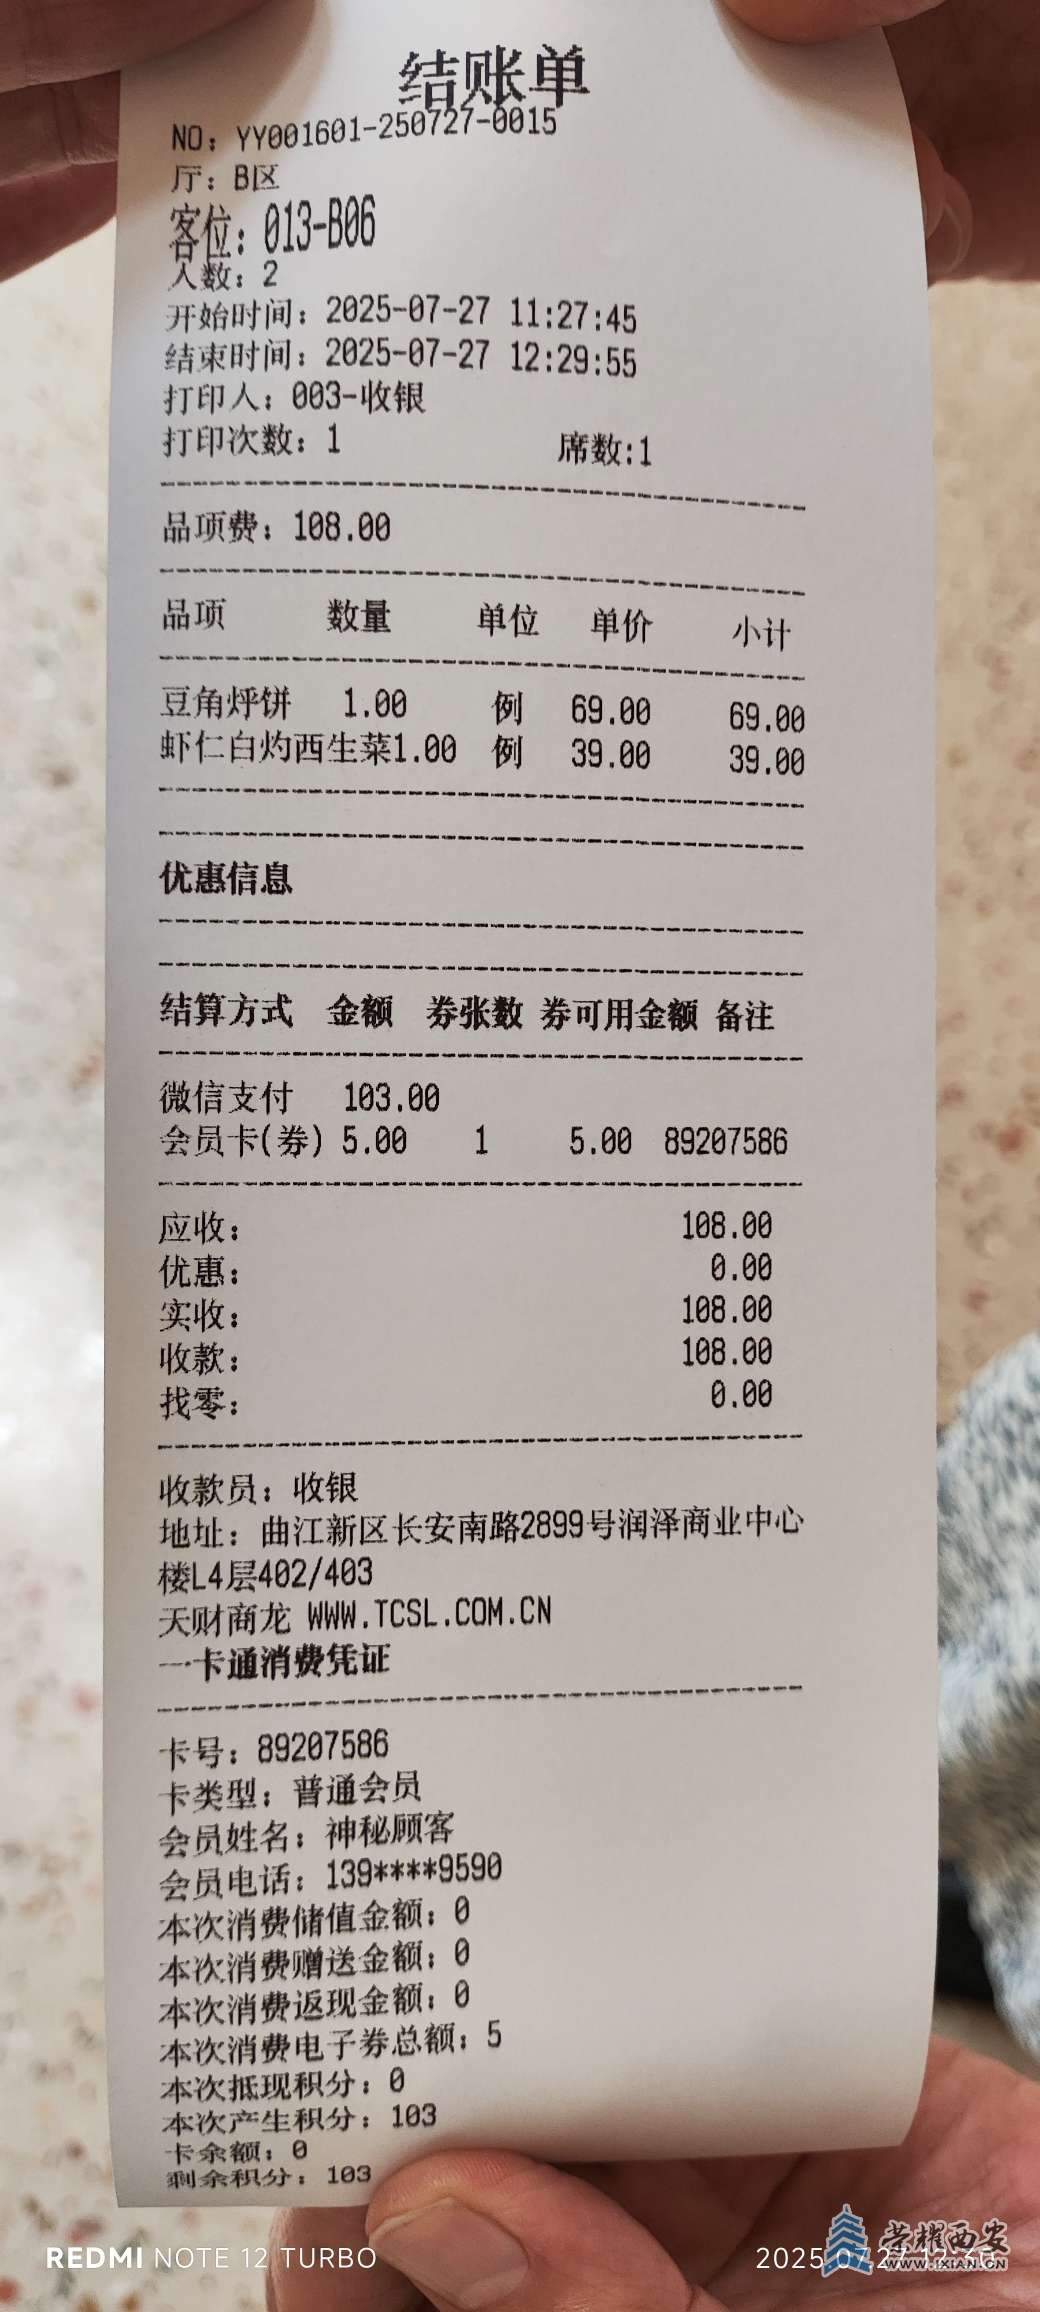 结账单
NO：YY001601-250727-0015
厅：B区
客位：013-B06
人数：2
开始时间：2025-07-27 11:27:45
结束时间：2025-07-27 12:29:55
打印人：003-收银
打印次数：1 席数:1
品项费：108.00
品项 数量 单位 单价 小计
豆角烀饼 1.00 例 69.00 69.00
虾仁白灼西生菜1.00 例 39.00 39.00
优惠信息
结算方式 金额 券张数 券可用金额 备注
微信支付 103.00
会员卡(券) 5.00 1 5.00 89207586
应收： 108.00
优惠： 0.00
实收： 108.00
收款： 108.00
找零： 0.00
收款员：收银
地址：曲江新区长安南路2899号润泽商业中心
楼L4层402/403
天财商龙 WWW.TCSL.COM.CN
一卡通消费凭证
卡号：89207586
卡类型：普通会员
会员姓名：神秘顾客
会员电话：139****9590
本次消费储值金额：0
本次消费赠送金额：0
本次消费返现金额：0
本次消费电子券总额：5
本次抵现积分：0
本次产生积分：103
卡余额：0
剩余积分：103
REDMI NOTE 12 TURBO
2025.07.27 12:30
荣耀西安
WWW.IXIAN.CN